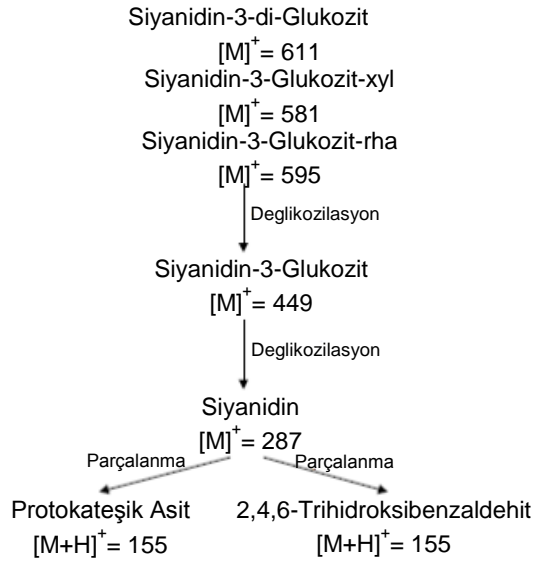 Siyanidin-3-di-Glukozit
[M]⁺= 611
Siyanidin-3-Glukozit-xyl
[M]⁺= 581
Siyanidin-3-Glukozit-rha
[M]⁺= 595
Deglikozilasyon
Siyanidin-3-Glukozit
[M]⁺= 449
Deglikozilasyon
Siyanidin
[M]⁺= 287
Parçalanma Parçalanma
Protokateşik Asit 2,4,6-Trihidroksibenzaldehit
[M+H]⁺= 155 [M+H]⁺= 155